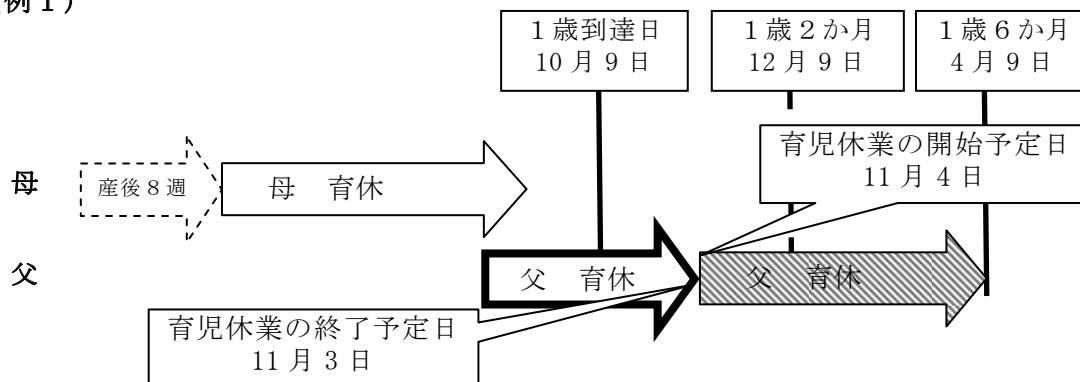 例１）
１歳到達日
10月９日
１歳２か月
12月９日
１歳６か月
４月９日
育児休業の開始予定日
11月４日
母
産後８週
母　育休
父
父　育休
父　育休
育児休業の終了予定日
11月３日